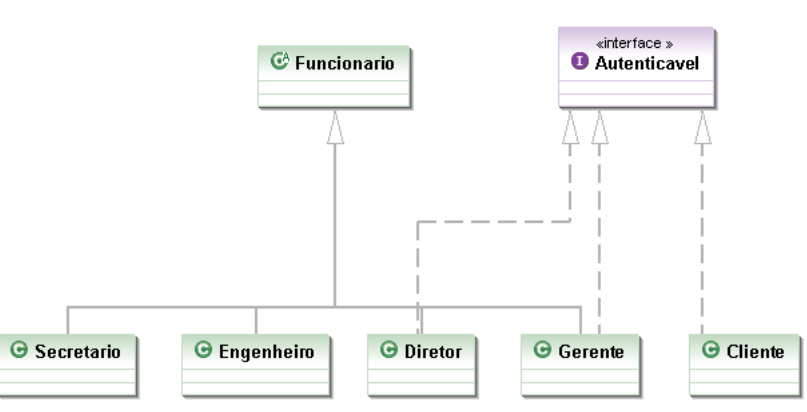 «interface »
Funcionario
Autenticavel
Secretario
Engenheiro
Diretor
Gerente
Cliente